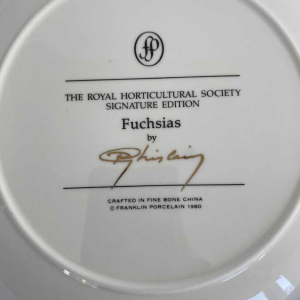 THE ROYAL HORTICULTURAL SOCIETY
SIGNATURE EDITION
Fuchsias
by
CRAFTED IN FINE BONE CHINA
© FRANKLIN PORCELAIN 1980